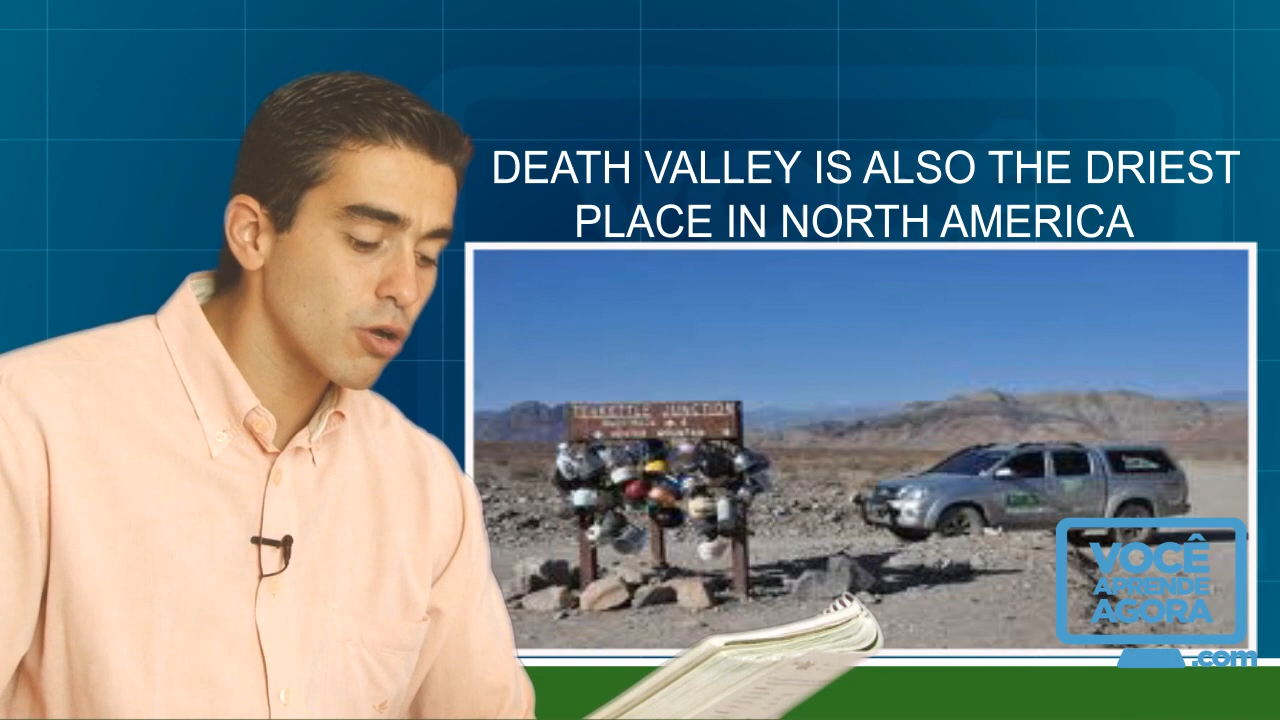 DEATH VALLEY IS ALSO THE DRIEST
PLACE IN NORTH AMERICA
TEAKETTLE JUNCTION
VOCÊ
APRENDE
AGORA
.com